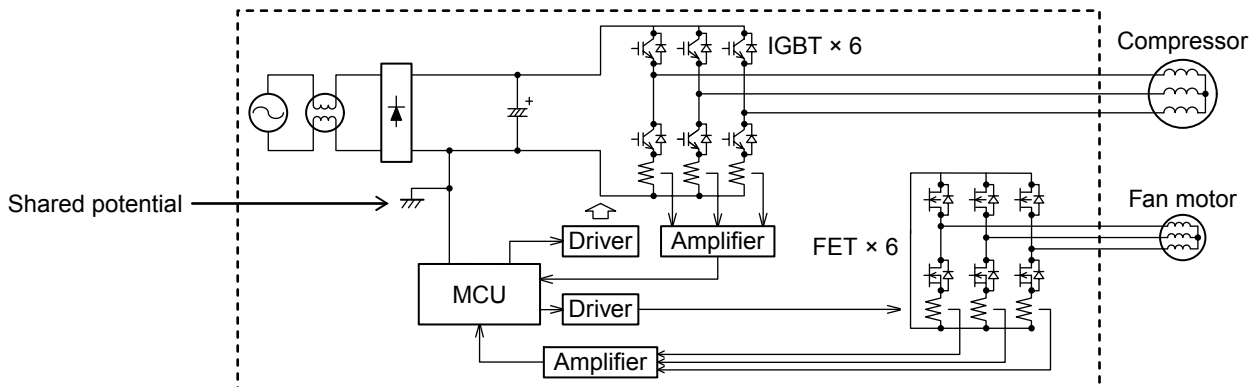 IGBT × 6
Compressor
Shared potential
Driver
Amplifier
FET × 6
Fan motor
MCU
Driver
Amplifier